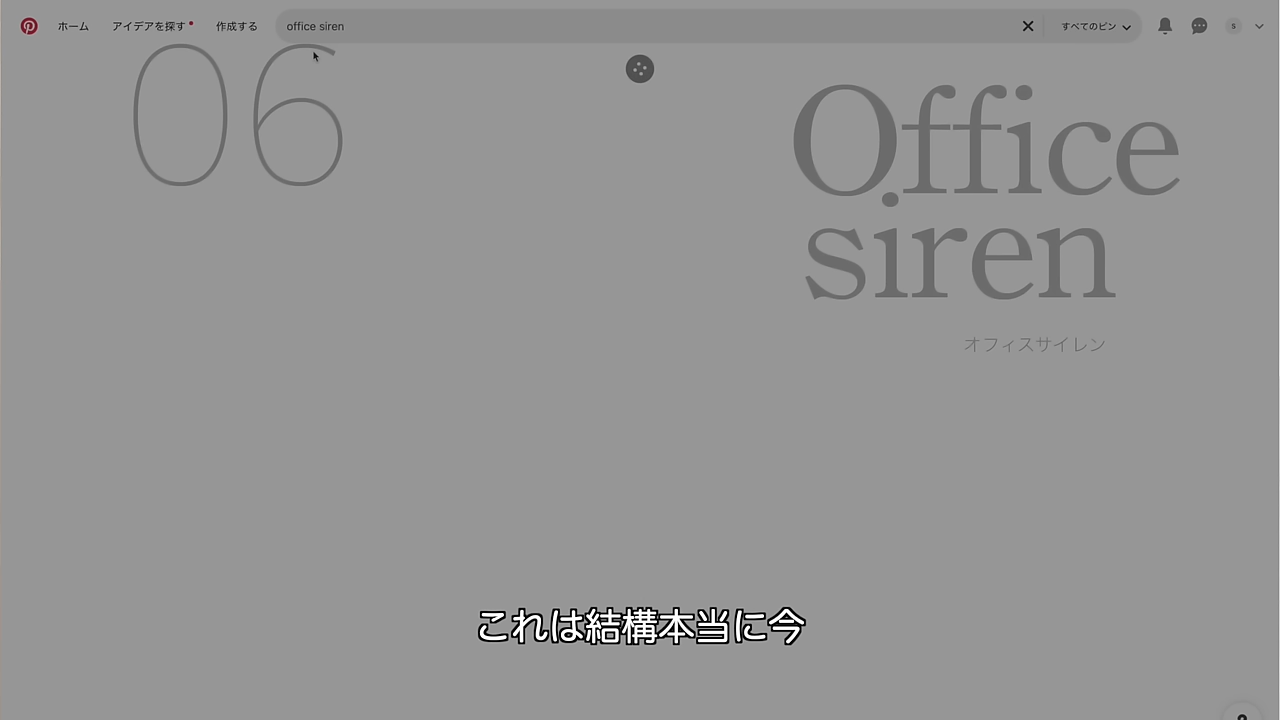 ホーム アイデアを探す 作成する office siren すべてのピン s
06
Office
siren
オフィスサイレン
これは結構本当に今